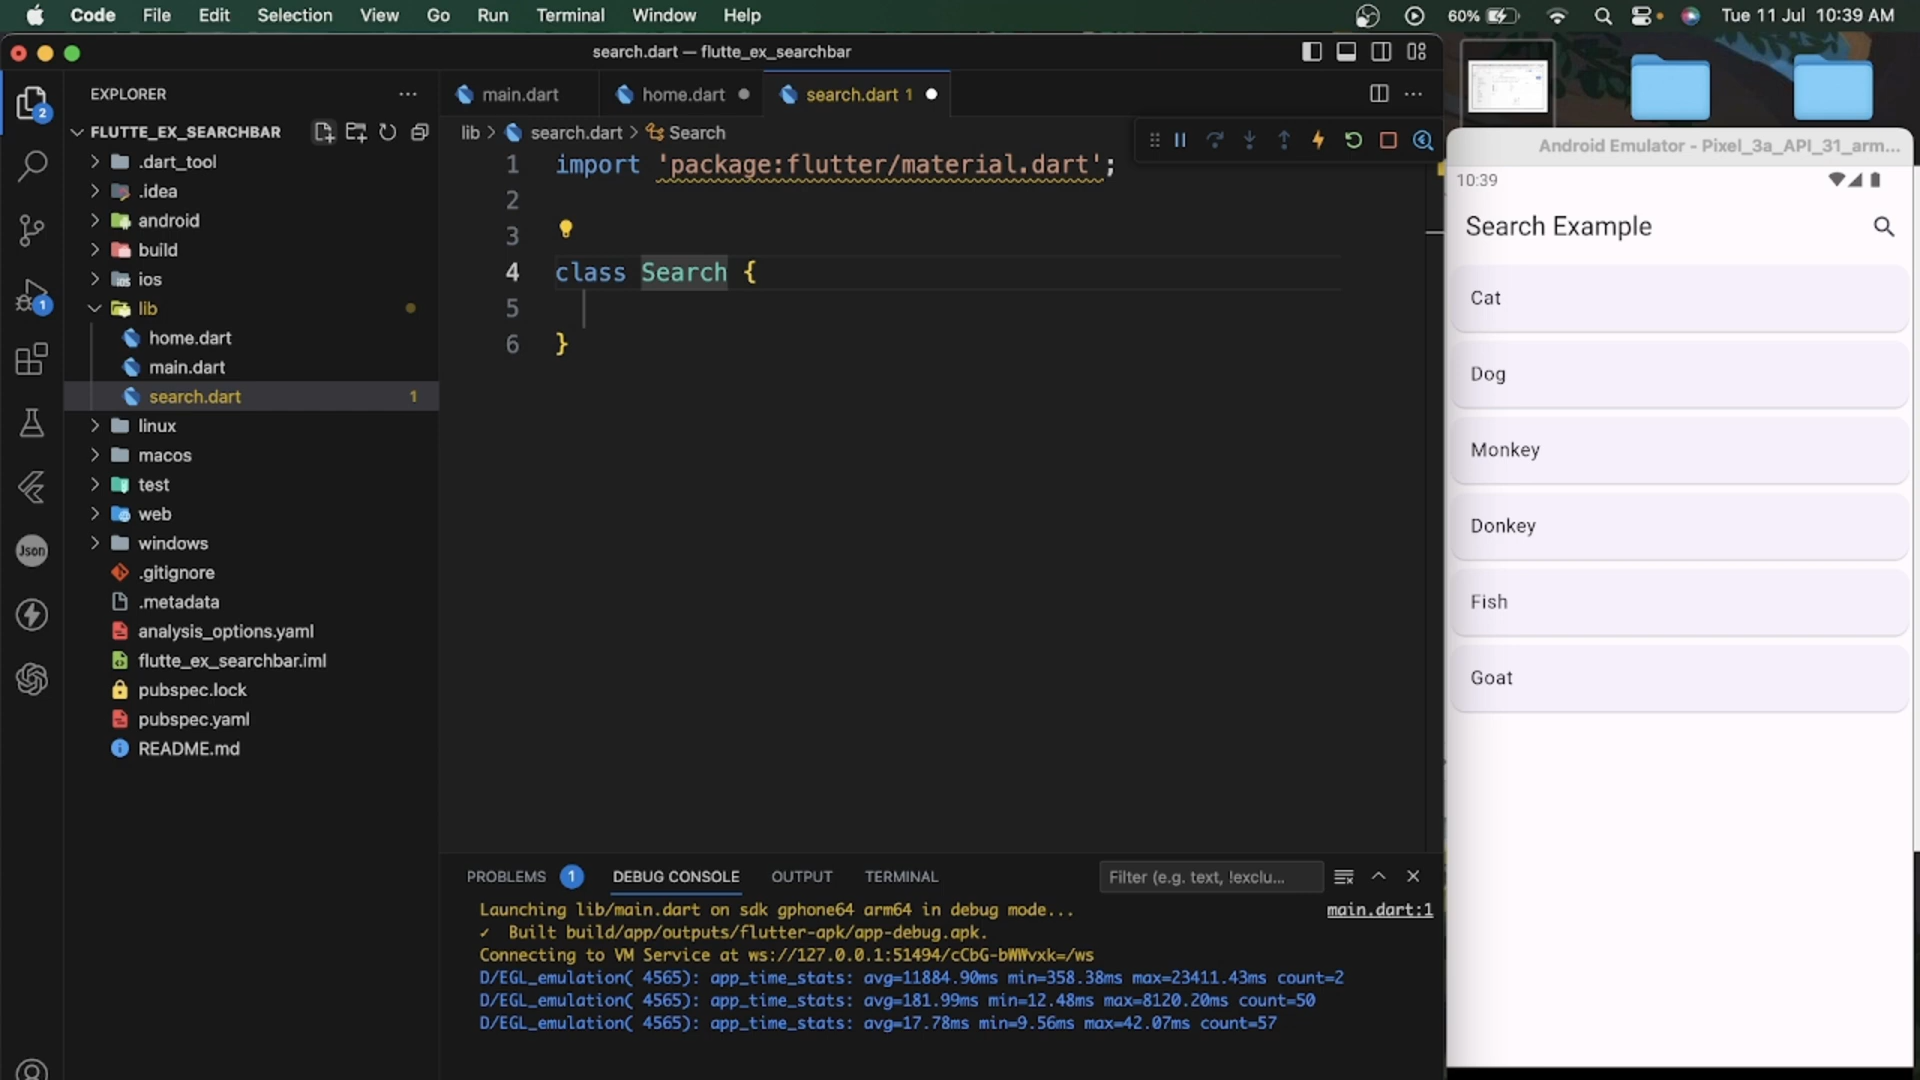 Code File Edit Selection View Go Run Terminal Window Help 60% Tue 11 Jul 10:39 AM
search.dart — flutte_ex_searchbar
EXPLORER
main.dart home.dart search.dart 1
FLUTTE_EX_SEARCHBAR
lib > search.dart > Search
.dart_tool
.idea
android
build
ios
lib
home.dart
main.dart
search.dart 1
linux
macos
test
web
windows
.gitignore
.metadata
analysis_options.yaml
flutte_ex_searchbar.iml
pubspec.lock
pubspec.yaml
README.md
2
1
Json
1 import 'package:flutter/material.dart';
2
3
4 class Search {
5
6 }
PROBLEMS 1 DEBUG CONSOLE OUTPUT TERMINAL Filter (e.g. text, !exclu...
Launching lib/main.dart on sdk gphone64 arm64 in debug mode... main.dart:1
✓ Built build/app/outputs/flutter-apk/app-debug.apk.
Connecting to VM Service at ws://127.0.0.1:51494/cCbG-bWWvxk=/ws
D/EGL_emulation( 4565): app_time_stats: avg=11884.90ms min=358.38ms max=23411.43ms count=2
D/EGL_emulation( 4565): app_time_stats: avg=181.99ms min=12.48ms max=8120.20ms count=50
D/EGL_emulation( 4565): app_time_stats: avg=17.78ms min=9.56ms max=42.07ms count=57
Android Emulator - Pixel_3a_API_31_arm...
10:39
Search Example
Cat
Dog
Monkey
Donkey
Fish
Goat